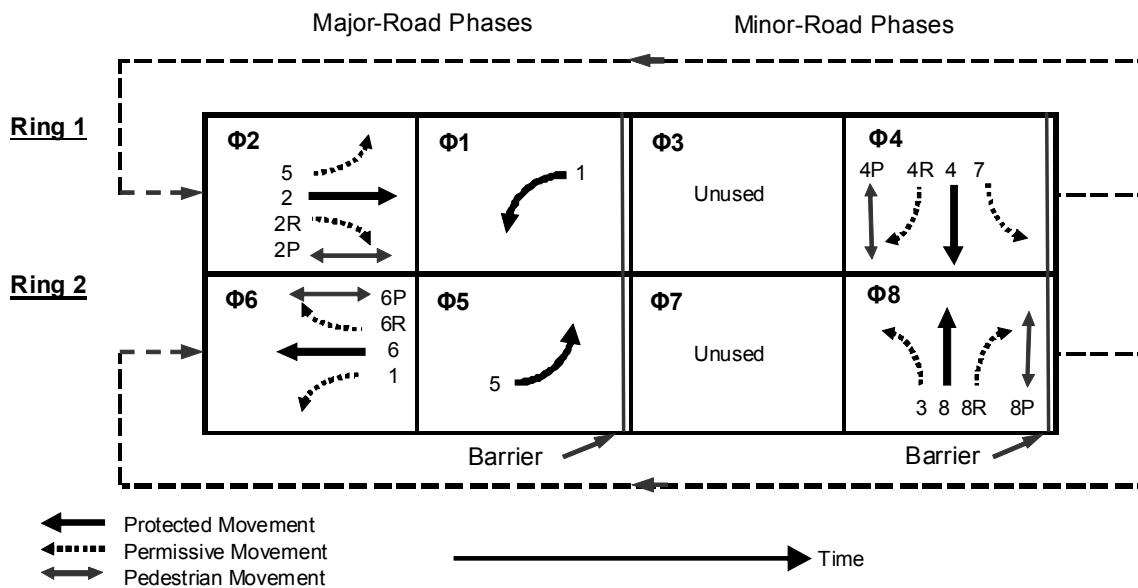 Major-Road Phases
Minor-Road Phases
Ring 1
Φ2
5
2
2R
2P
Φ1
1
Φ3
Unused
Φ4
4P 4R 4 7
Ring 2
Φ6
6P
6R
6
1
Φ5
5
Φ7
Unused
Φ8
3 8 8R 8P
Barrier
Barrier
Protected Movement
Permissive Movement
Pedestrian Movement
Time